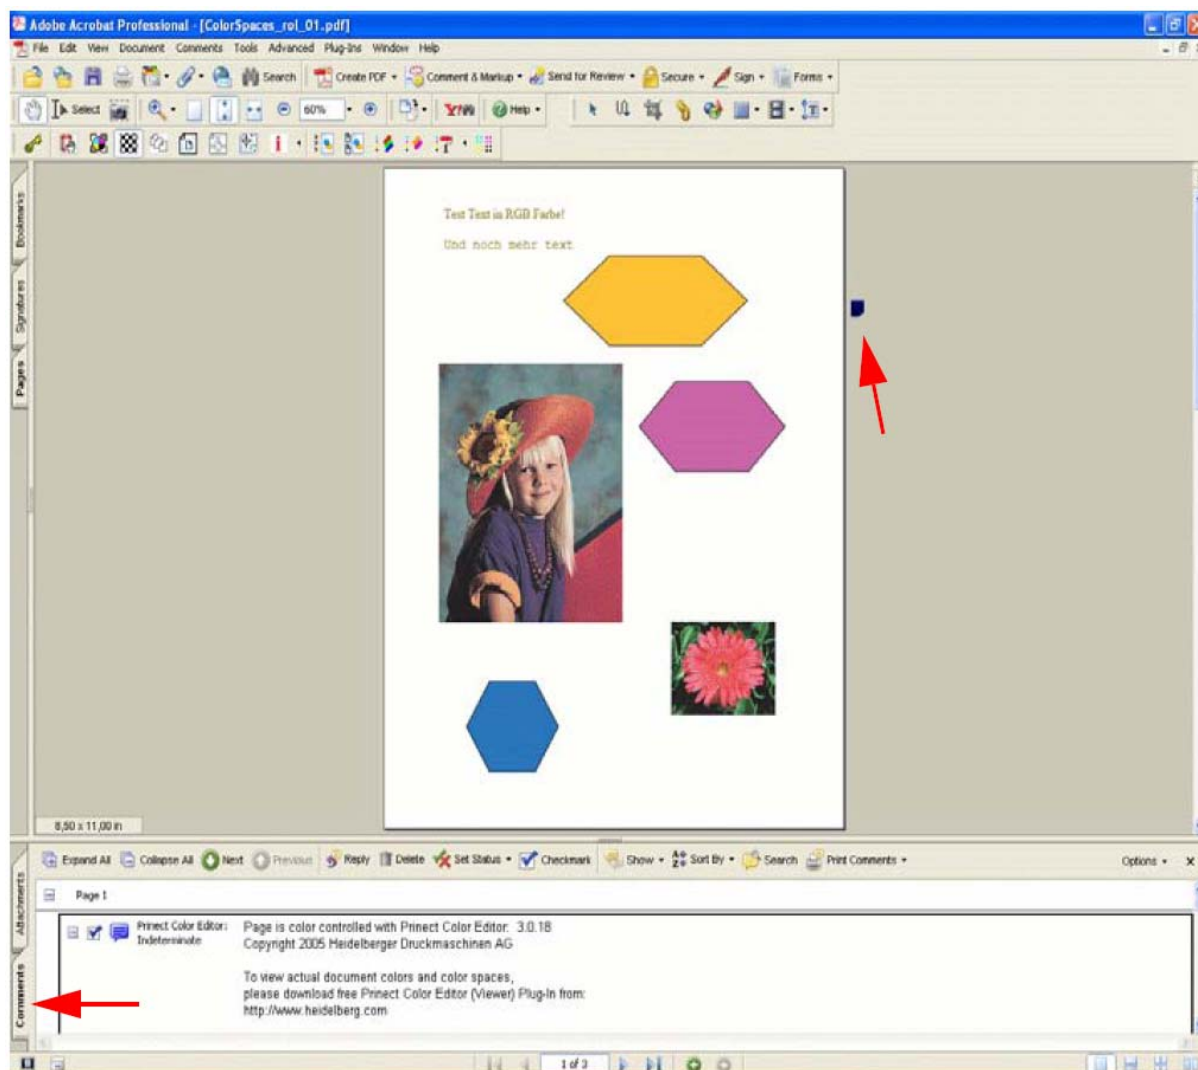 Adobe Acrobat Professional - [ColorSpaces_rol_01.pdf]
File Edit View Document Comments Tools Advanced Plug-Ins Window Help
Search Create PDF Comment & Markup Send for Review Secure Sign Forms
Select 60% Help
Bookmarks
Signatures
Pages
Test Text in RGB Farbe!
Und noch mehr text
8,50 x 11,00 in
Expand All Collapse All Next Previous Reply Delete Set Status Checkmark Show Sort By Search Print Comments Options
Attachments
Comments
Page 1
Prinect Color Editor:
Indeterminate
Page is color controlled with Prinect Color Editor: 3.0.18
Copyright 2005 Heidelberger Druckmaschinen AG
To view actual document colors and color spaces,
please download free Prinect Color Editor (Viewer) Plug-In from:
http://www.heidelberg.com
1 of 3